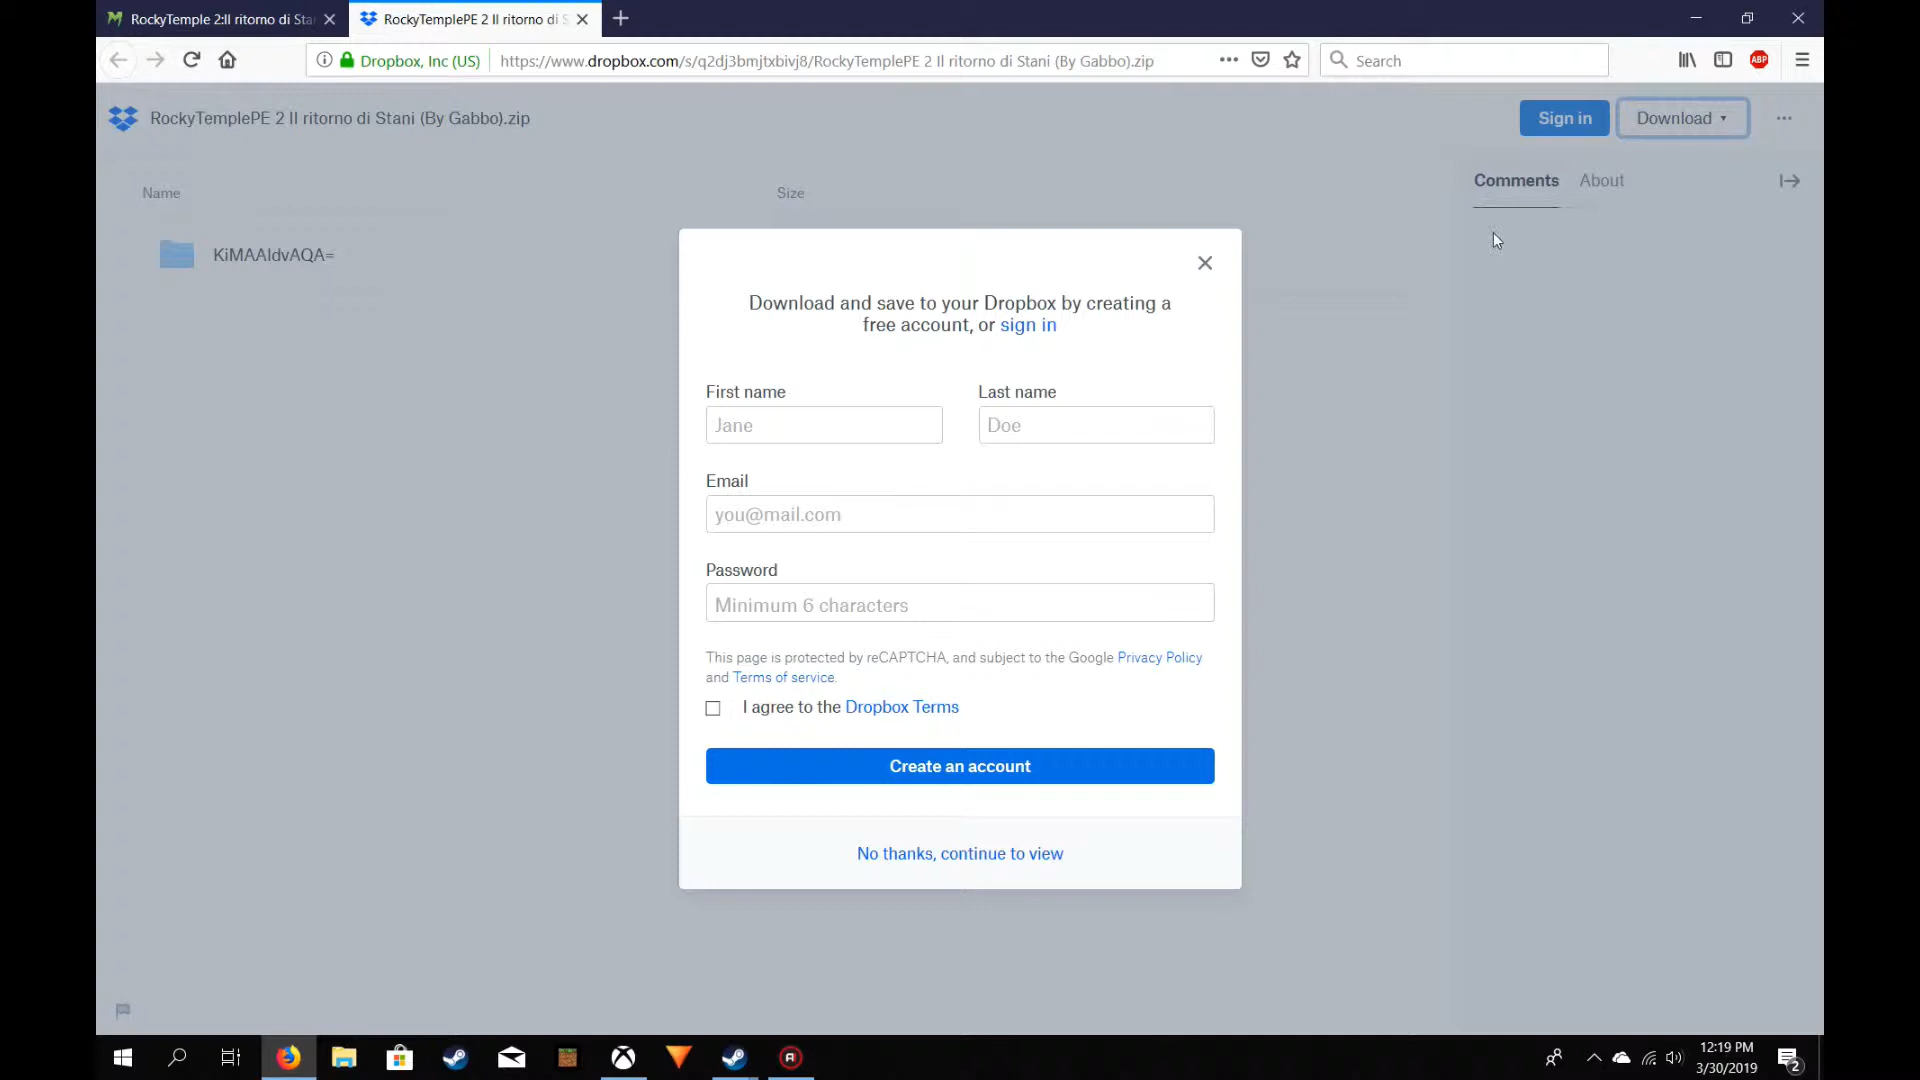 RockyTemple 2:Il ritorno di Sta
RockyTemplePE 2 Il ritorno di S
Dropbox, Inc (US)
https://www.dropbox.com/s/q2dj3bmjtxbivj8/RockyTemplePE 2 Il ritorno di Stani (By Gabbo).zip
Search
ABP
RockyTemplePE 2 Il ritorno di Stani (By Gabbo).zip
Sign in
Download
Comments
About
Name
Size
KiMAAIdvAQA=
Download and save to your Dropbox by creating a
free account, or sign in
First name
Last name
Jane
Doe
Email
you@mail.com
Password
Minimum 6 characters
This page is protected by reCAPTCHA, and subject to the Google Privacy Policy
and Terms of service.
I agree to the Dropbox Terms
Create an account
No thanks, continue to view
12:19 PM
3/30/2019
2